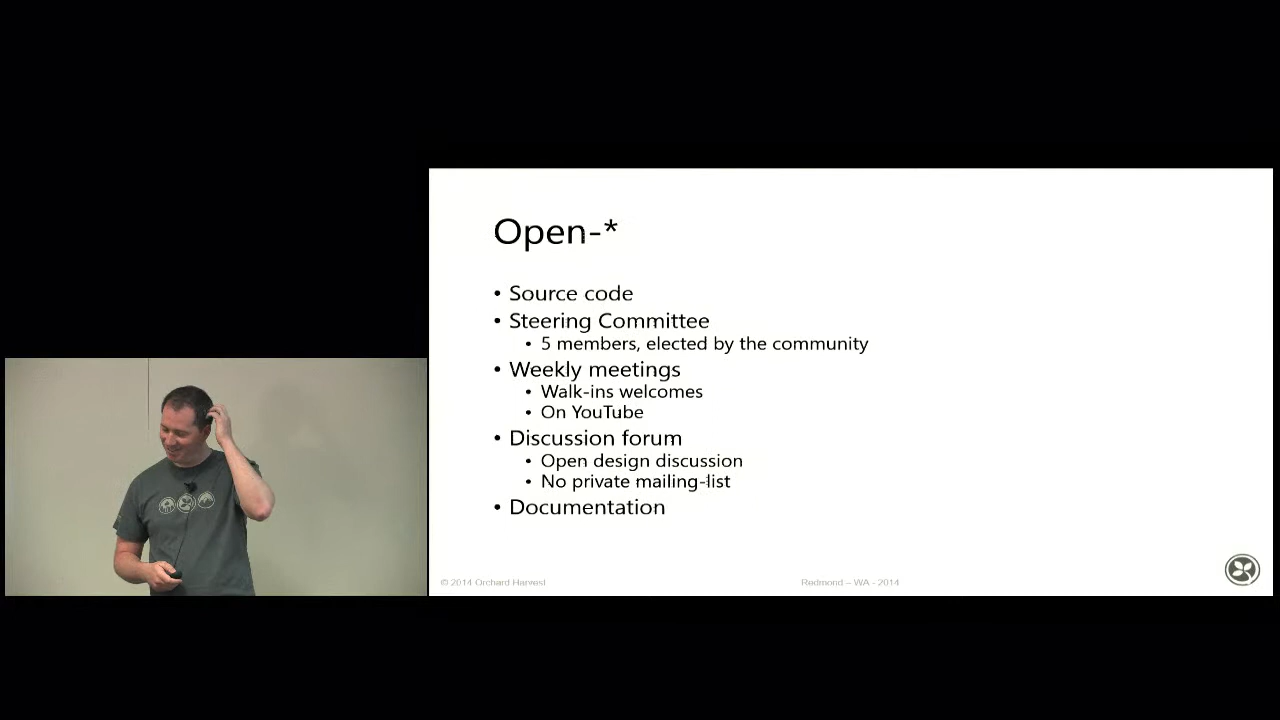 Open-*
• Source code
• Steering Committee
• 5 members, elected by the community
• Weekly meetings
• Walk-ins welcomes
• On YouTube
• Discussion forum
• Open design discussion
• No private mailing-list
• Documentation
© 2014 Orchard Harvest
Redmond – WA - 2014